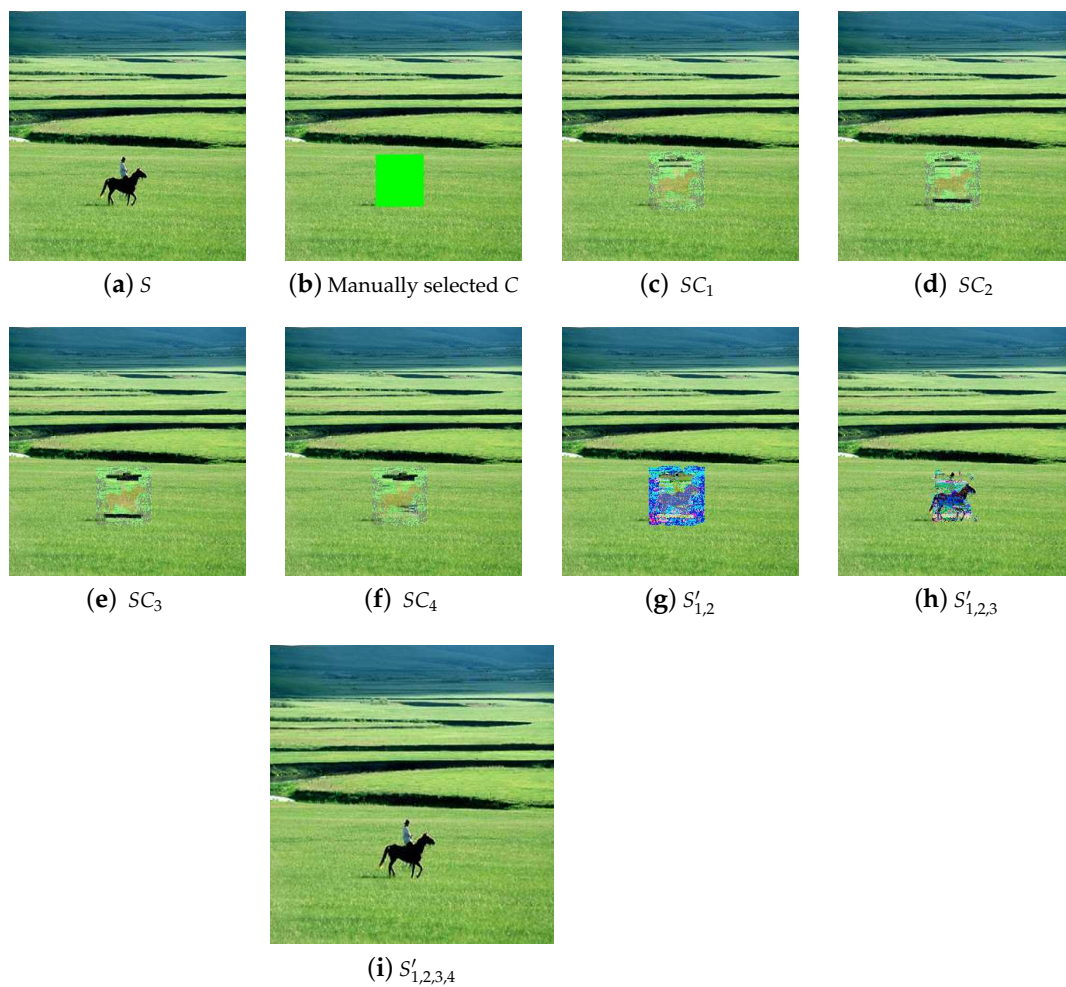 (a) S
(b) Manually selected C
(c) SC₁
(d) SC₂
(e) SC₃
(f) SC₄
(g) S′₁,₂
(h) S′₁,₂,₃
(i) S′₁,₂,₃,₄